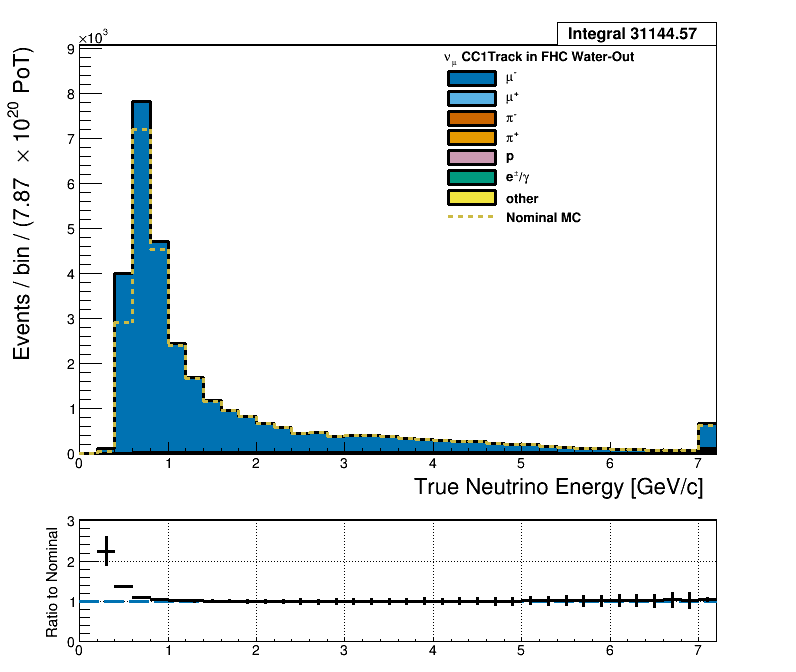 Integral 31144.57
×10³
ν_μ CC1Track in FHC Water-Out
μ⁻
μ⁺
π⁻
π⁺
p
e±/γ
other
Nominal MC
Events / bin / (7.87 × 10²⁰ PoT)
9
8
7
6
5
4
3
2
1
0
0 1 2 3 4 5 6 7
True Neutrino Energy [GeV/c]
Ratio to Nominal
3
2
1
0
0 1 2 3 4 5 6 7